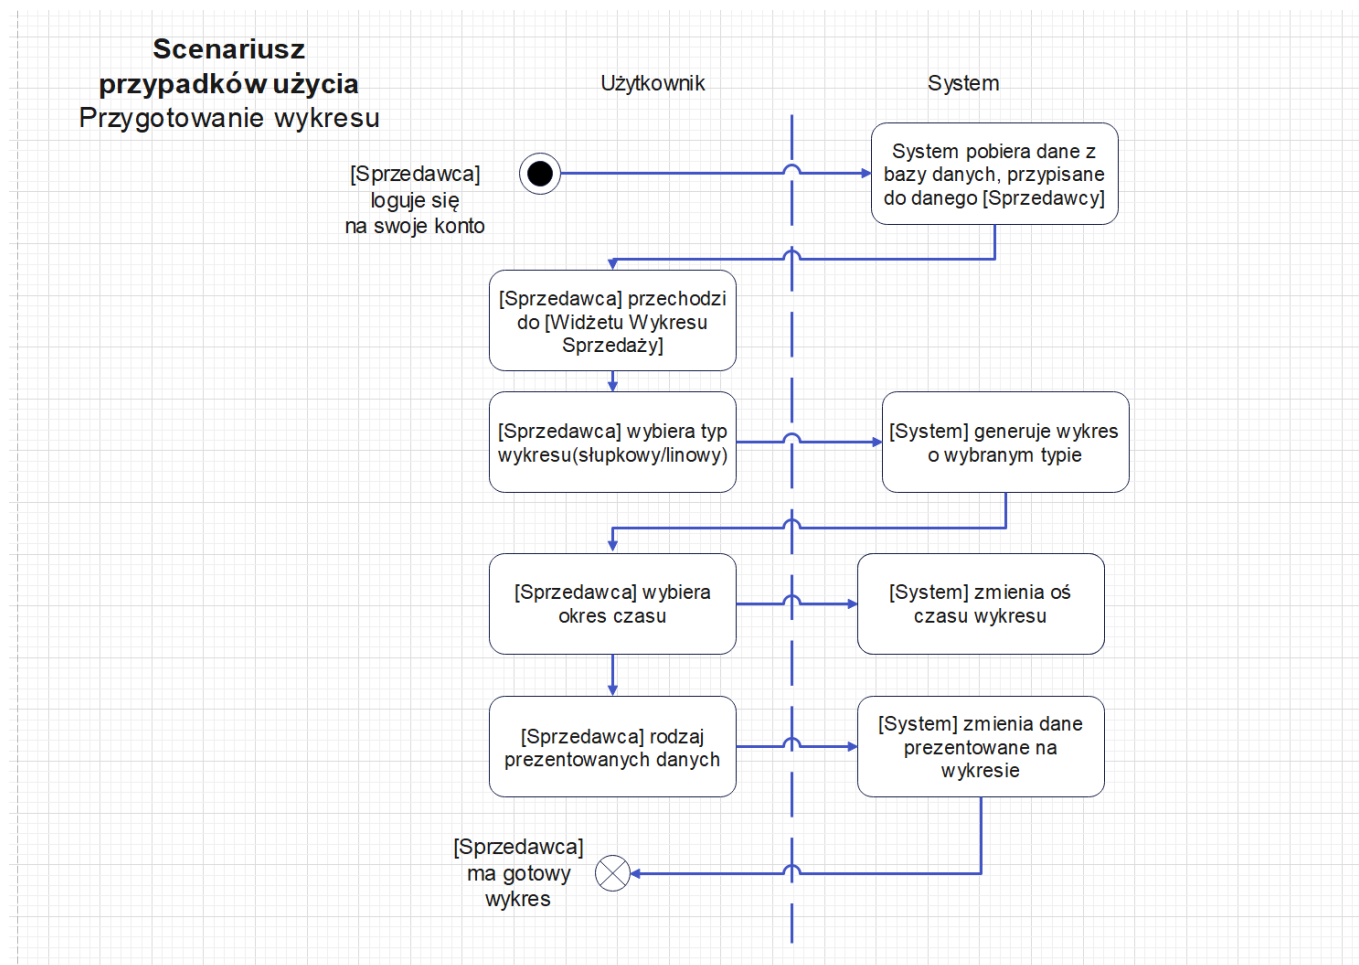 Scenariusz
przypadków użycia
Przygotowanie wykresu
Użytkownik
System
[Sprzedawca]
loguje się
na swoje konto
System pobiera dane z
bazy danych, przypisane
do danego [Sprzedawcy]
[Sprzedawca] przechodzi
do [Widżetu Wykresu
Sprzedaży]
[Sprzedawca] wybiera typ
wykresu(słupkowy/linowy)
[System] generuje wykres
o wybranym typie
[Sprzedawca] wybiera
okres czasu
[System] zmienia oś
czasu wykresu
[Sprzedawca] rodzaj
prezentowanych danych
[System] zmienia dane
prezentowane na
wykresie
[Sprzedawca]
ma gotowy
wykres